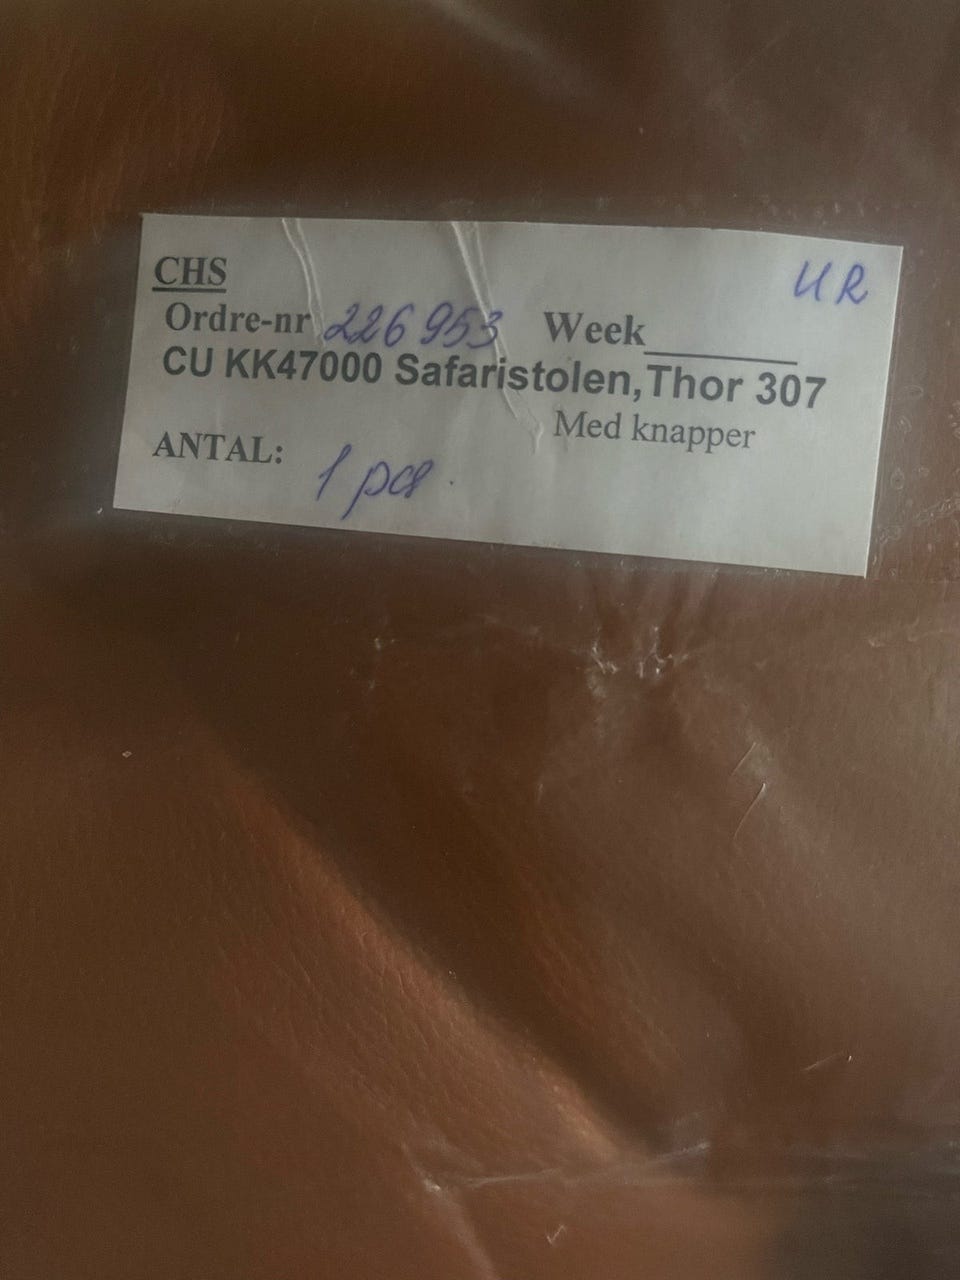 CHS UR
Ordre-nr 226953 Week
CU KK47000 Safaristolen, Thor 307
Med knapper
ANTAL: 1 pcs.